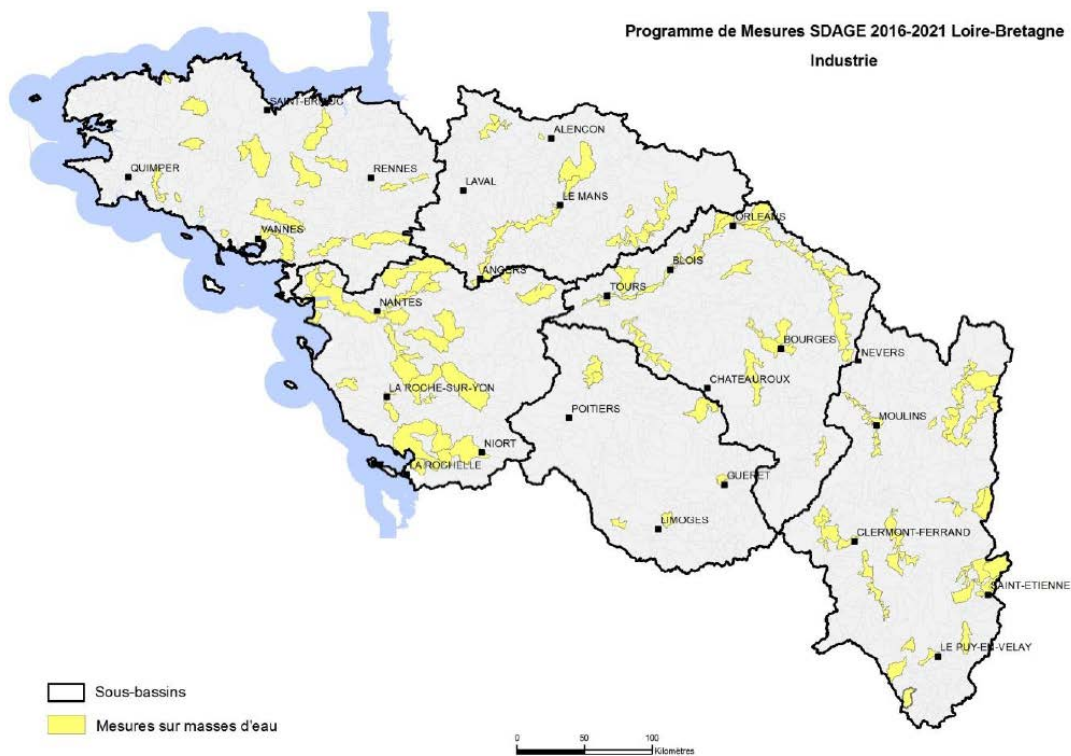 Programme de Mesures SDAGE 2016-2021 Loire-Bretagne
Industrie
SAINT-BRIEUC
ALENCON
QUIMPER
RENNES
LAVAL
LE MANS
ORLEANS
VANNES
BLOIS
ANGERS
TOURS
NANTES
BOURGES
NEVERS
CHATEAUROUX
LA ROCHE-SUR-YON
POITIERS
MOULINS
NIORT
LA ROCHELLE
GUERET
LIMOGES
CLERMONT-FERRAND
SAINT-ETIENNE
LE PUY-EN-VELAY
Sous-bassins
Mesures sur masses d'eau
0 50 100
Kilomètres